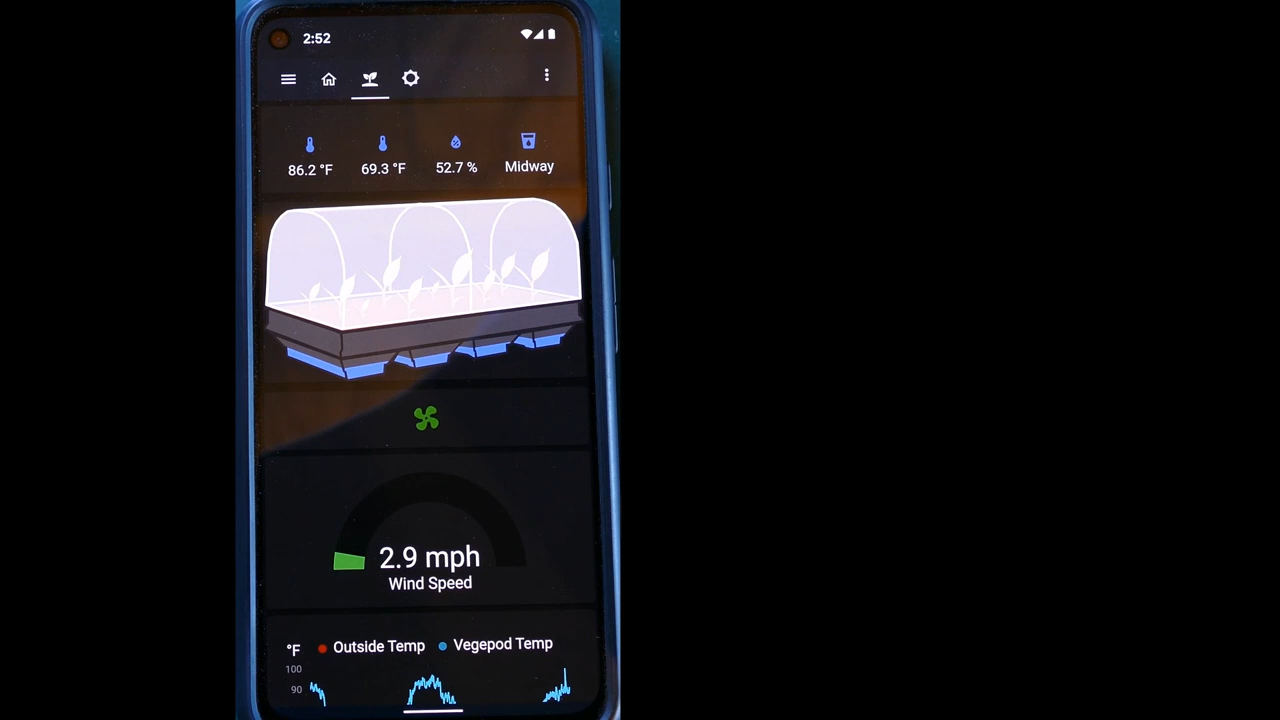 2:52
86.2 °F 69.3 °F 52.7 % Midway
2.9 mph
Wind Speed
°F Outside Temp Vegepod Temp
100
90